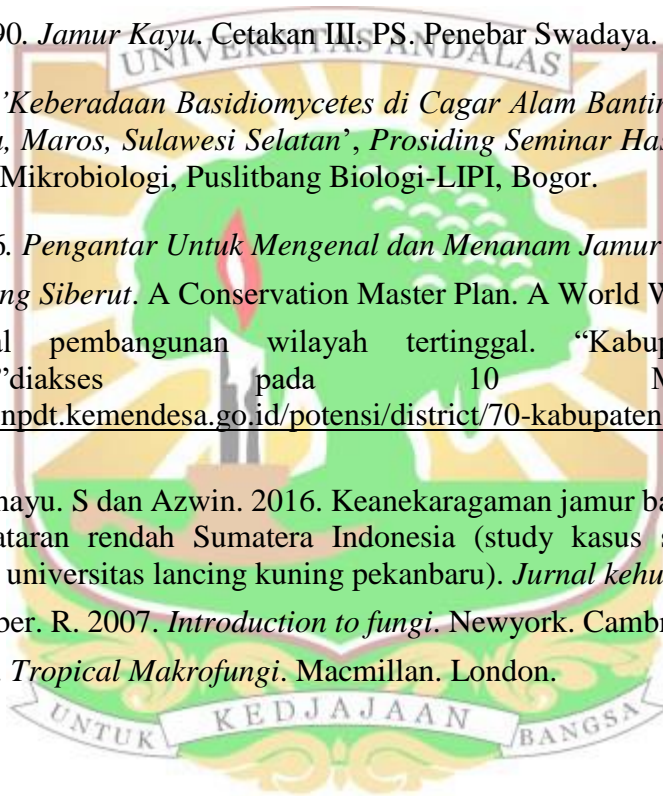 90. Jamur Kayu. Cetakan III. PS. Penebar Swadaya.
UNIVERSITAS ANDALAS
'Keberadaan Basidiomycetes di Cagar Alam Bantim
, Maros, Sulawesi Selatan', Prosiding Seminar Has
Mikrobiologi, Puslitbang Biologi-LIPI, Bogor.
6. Pengantar Untuk Mengenal dan Menanam Jamur
ng Siberut. A Conservation Master Plan. A World W
al pembangunan wilayah tertinggal. “Kabup
”diakses pada 10 M
npdt.kemendesa.go.id/potensi/district/70-kabupaten
hayu. S dan Azwin. 2016. Keanekaragaman jamur ba
ataran rendah Sumatera Indonesia (study kasus s
universitas lancing kuning pekanbaru). Jurnal kehu
ber. R. 2007. Introduction to fungi. Newyork. Cambr
. Tropical Makrofungi. Macmillan. London.
UNTUK KEDJAJAAN BANGSA